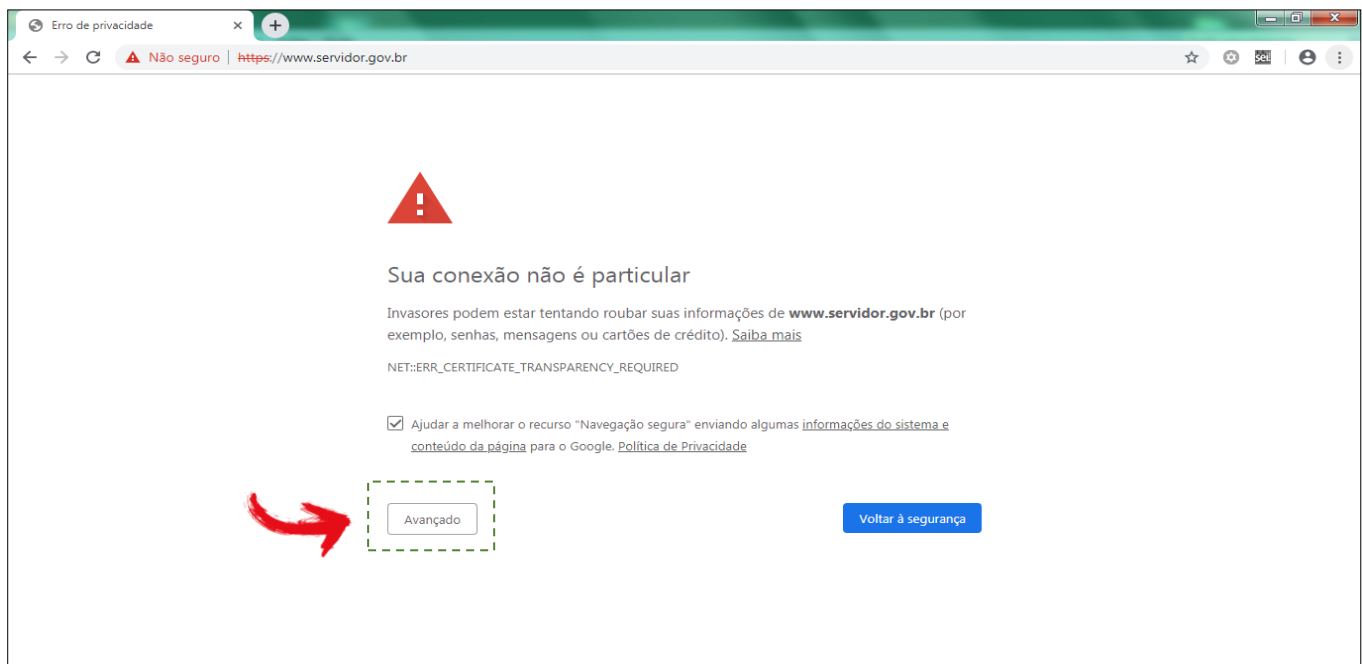 Erro de privacidade
Não seguro | https://www.servidor.gov.br
sei!
Sua conexão não é particular
Invasores podem estar tentando roubar suas informações de www.servidor.gov.br (por
exemplo, senhas, mensagens ou cartões de crédito). Saiba mais
NET::ERR_CERTIFICATE_TRANSPARENCY_REQUIRED
Ajudar a melhorar o recurso "Navegação segura" enviando algumas informações do sistema e
conteúdo da página para o Google. Política de Privacidade
Avançado
Voltar à segurança